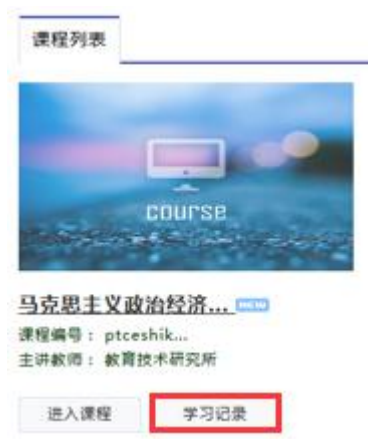 课程列表
course
马克思主义政治经济... NEW
课程编号： ptceshik...
主讲教师： 教育技术研究所
进入课程 学习记录